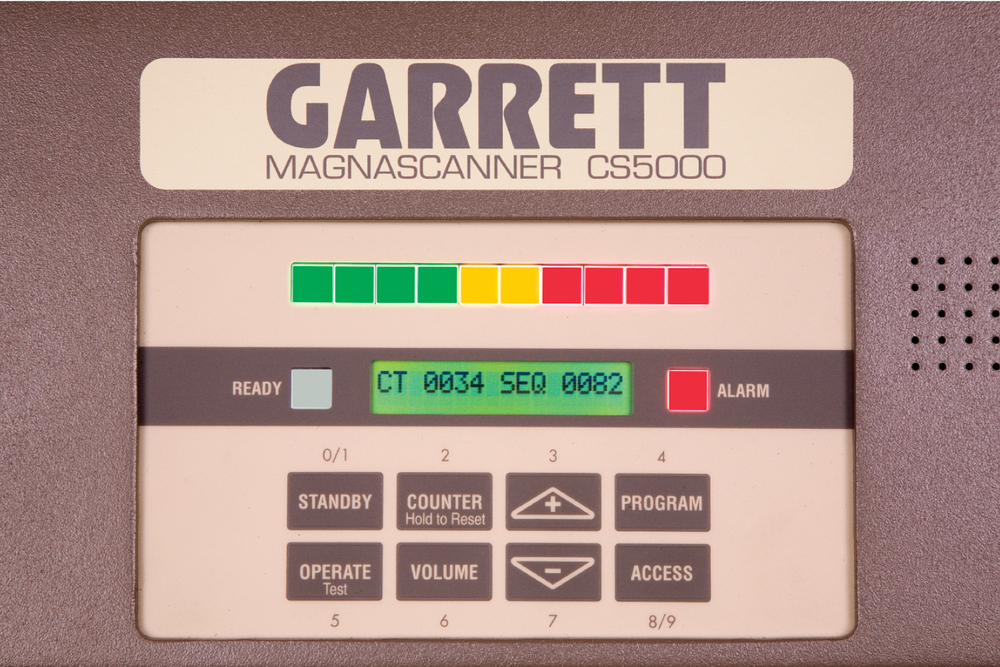 GARRETT
MAGNASCANNER CS5000
READY
CT 0034 SEQ 0082
ALARM
0/1 2 3 4
STANDBY
COUNTER
Hold to Reset
+
PROGRAM
OPERATE
Test
VOLUME
-
ACCESS
5 6 7 8/9